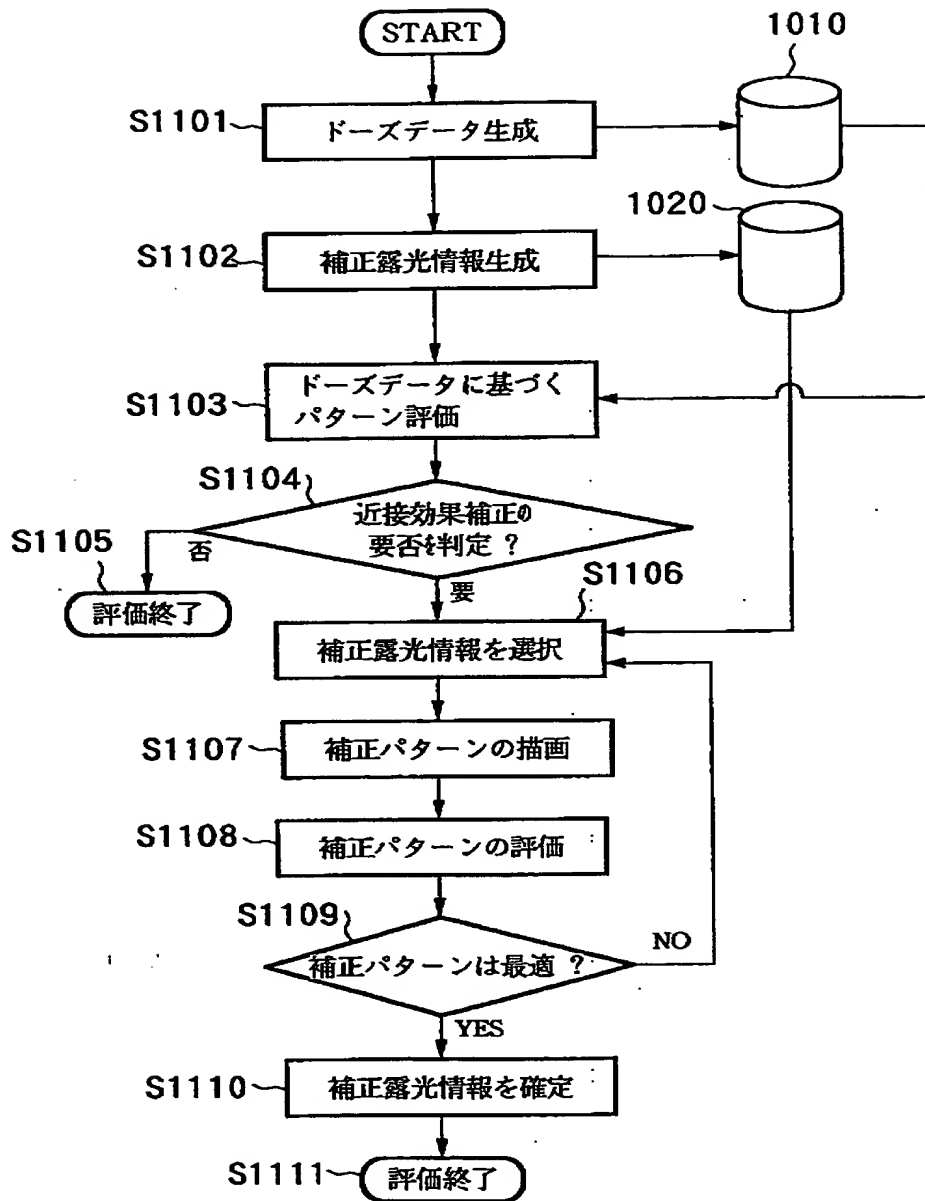 START
1010
S1101
ドーズデータ生成
1020
S1102
補正露光情報生成
S1103
ドーズデータに基づく
パターン評価
S1104
近接効果補正の
要否を判定 ?
否
要
S1105
評価終了
S1106
補正露光情報を選択
S1107
補正パターンの描画
S1108
補正パターンの評価
S1109
補正パターンは最適 ?
NO
YES
S1110
補正露光情報を確定
S1111
評価終了